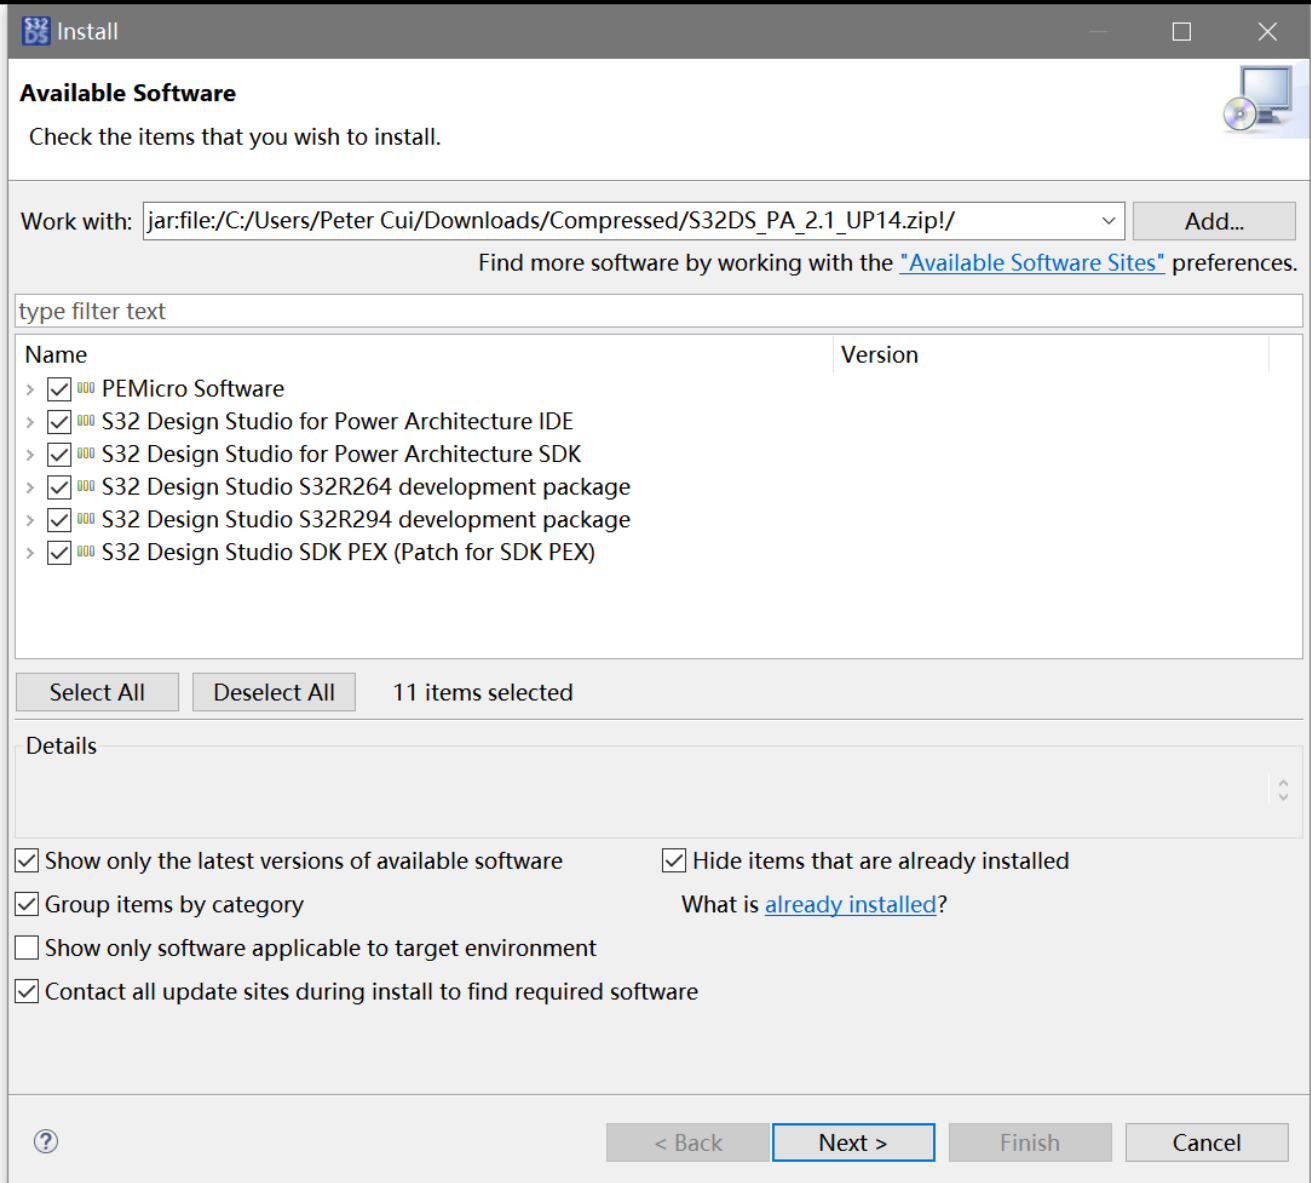 S32
DS
Install
Available Software
Check the items that you wish to install.
Work with: jar:file:/C:/Users/Peter Cui/Downloads/Compressed/S32DS_PA_2.1_UP14.zip!/ Add...
Find more software by working with the "Available Software Sites" preferences.
type filter text
Name Version
PEMicro Software
S32 Design Studio for Power Architecture IDE
S32 Design Studio for Power Architecture SDK
S32 Design Studio S32R264 development package
S32 Design Studio S32R294 development package
S32 Design Studio SDK PEX (Patch for SDK PEX)
Select All Deselect All 11 items selected
Details
Show only the latest versions of available software Hide items that are already installed
Group items by category What is already installed?
Show only software applicable to target environment
Contact all update sites during install to find required software
? < Back Next > Finish Cancel